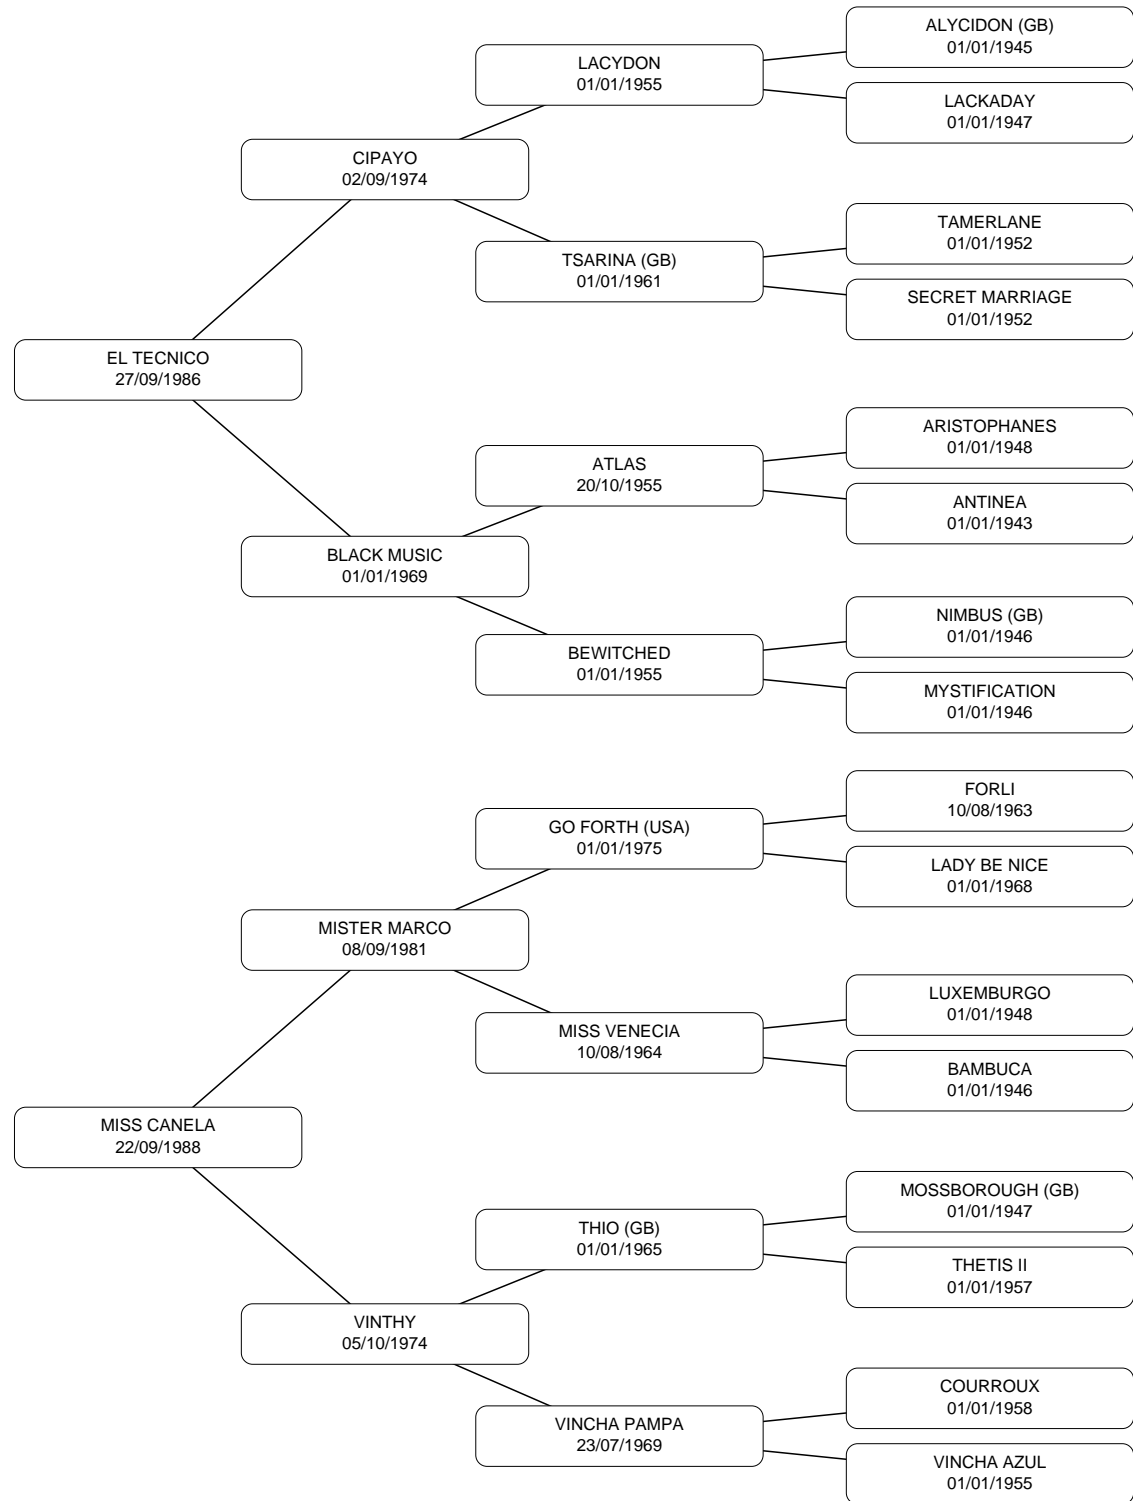 ALYCIDON (GB)
01/01/1945
LACYDON
01/01/1955
LACKADAY
01/01/1947
CIPAYO
02/09/1974
TAMERLANE
01/01/1952
TSARINA (GB)
01/01/1961
SECRET MARRIAGE
01/01/1952
EL TECNICO
27/09/1986
ARISTOPHANES
01/01/1948
ATLAS
20/10/1955
ANTINEA
01/01/1943
BLACK MUSIC
01/01/1969
NIMBUS (GB)
01/01/1946
BEWITCHED
01/01/1955
MYSTIFICATION
01/01/1946
FORLI
10/08/1963
GO FORTH (USA)
01/01/1975
LADY BE NICE
01/01/1968
MISTER MARCO
08/09/1981
LUXEMBURGO
01/01/1948
MISS VENECIA
10/08/1964
BAMBUCA
01/01/1946
MISS CANELA
22/09/1988
MOSSBOROUGH (GB)
01/01/1947
THIO (GB)
01/01/1965
THETIS II
01/01/1957
VINTHY
05/10/1974
COURROUX
01/01/1958
VINCHA PAMPA
23/07/1969
VINCHA AZUL
01/01/1955